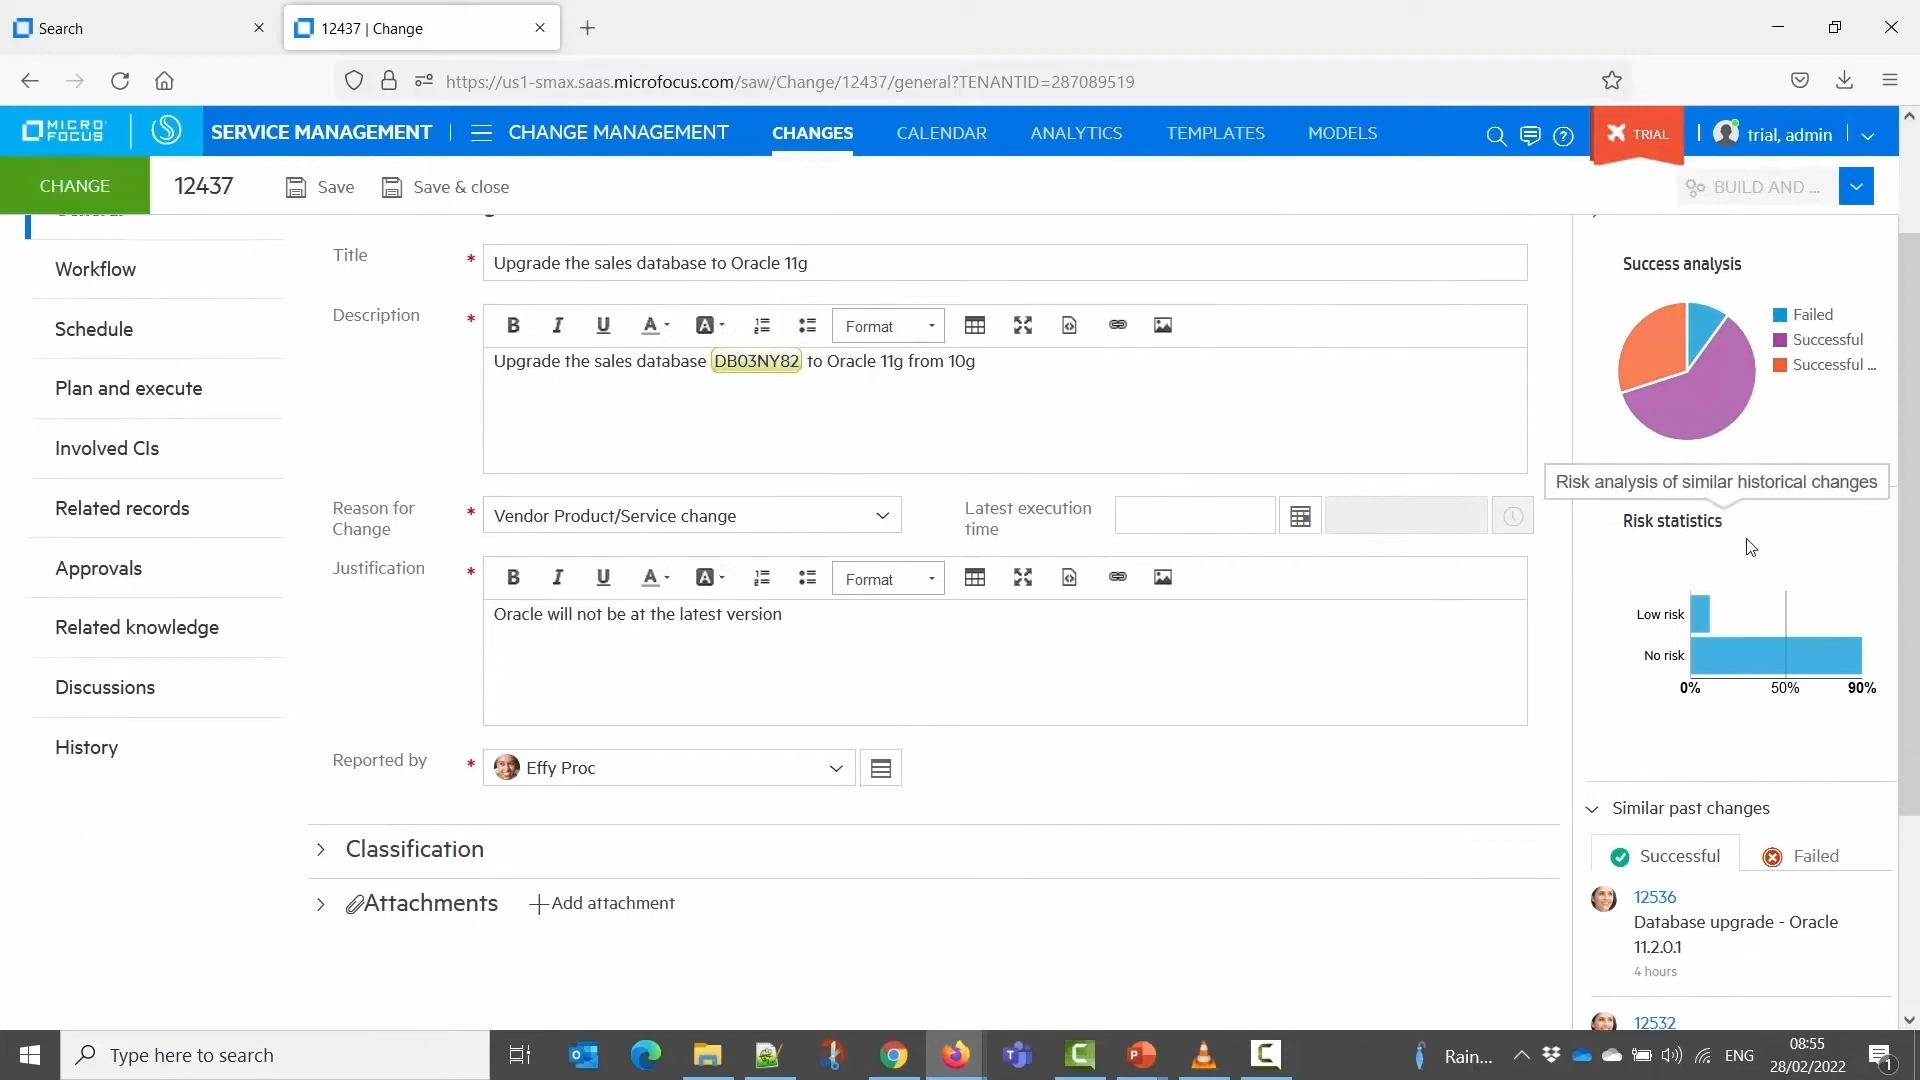 Search
12437 | Change
https://us1-smax.saas.microfocus.com/saw/Change/12437/general?TENANTID=287089519
MICRO FOCUS
SERVICE MANAGEMENT
CHANGE MANAGEMENT
CHANGES
CALENDAR
ANALYTICS
TEMPLATES
MODELS
TRIAL
trial, admin
CHANGE
12437
Save
Save & close
BUILD AND ...
Workflow
Schedule
Plan and execute
Involved CIs
Related records
Approvals
Related knowledge
Discussions
History
Title
*
Upgrade the sales database to Oracle 11g
Description
*
B I U A A Format
Upgrade the sales database DB03NY82 to Oracle 11g from 10g
Reason for
Change
*
Vendor Product/Service change
Latest execution
time
Justification
*
B I U A A Format
Oracle will not be at the latest version
Reported by
*
Effy Proc
Classification
Attachments
Add attachment
Success analysis
Failed
Successful
Successful ...
Risk analysis of similar historical changes
Risk statistics
Low risk
No risk
0% 50% 90%
Similar past changes
Successful
Failed
12536
Database upgrade - Oracle
11.2.0.1
4 hours
12532
Type here to search
Rain...
ENG
08:55
28/02/2022
1